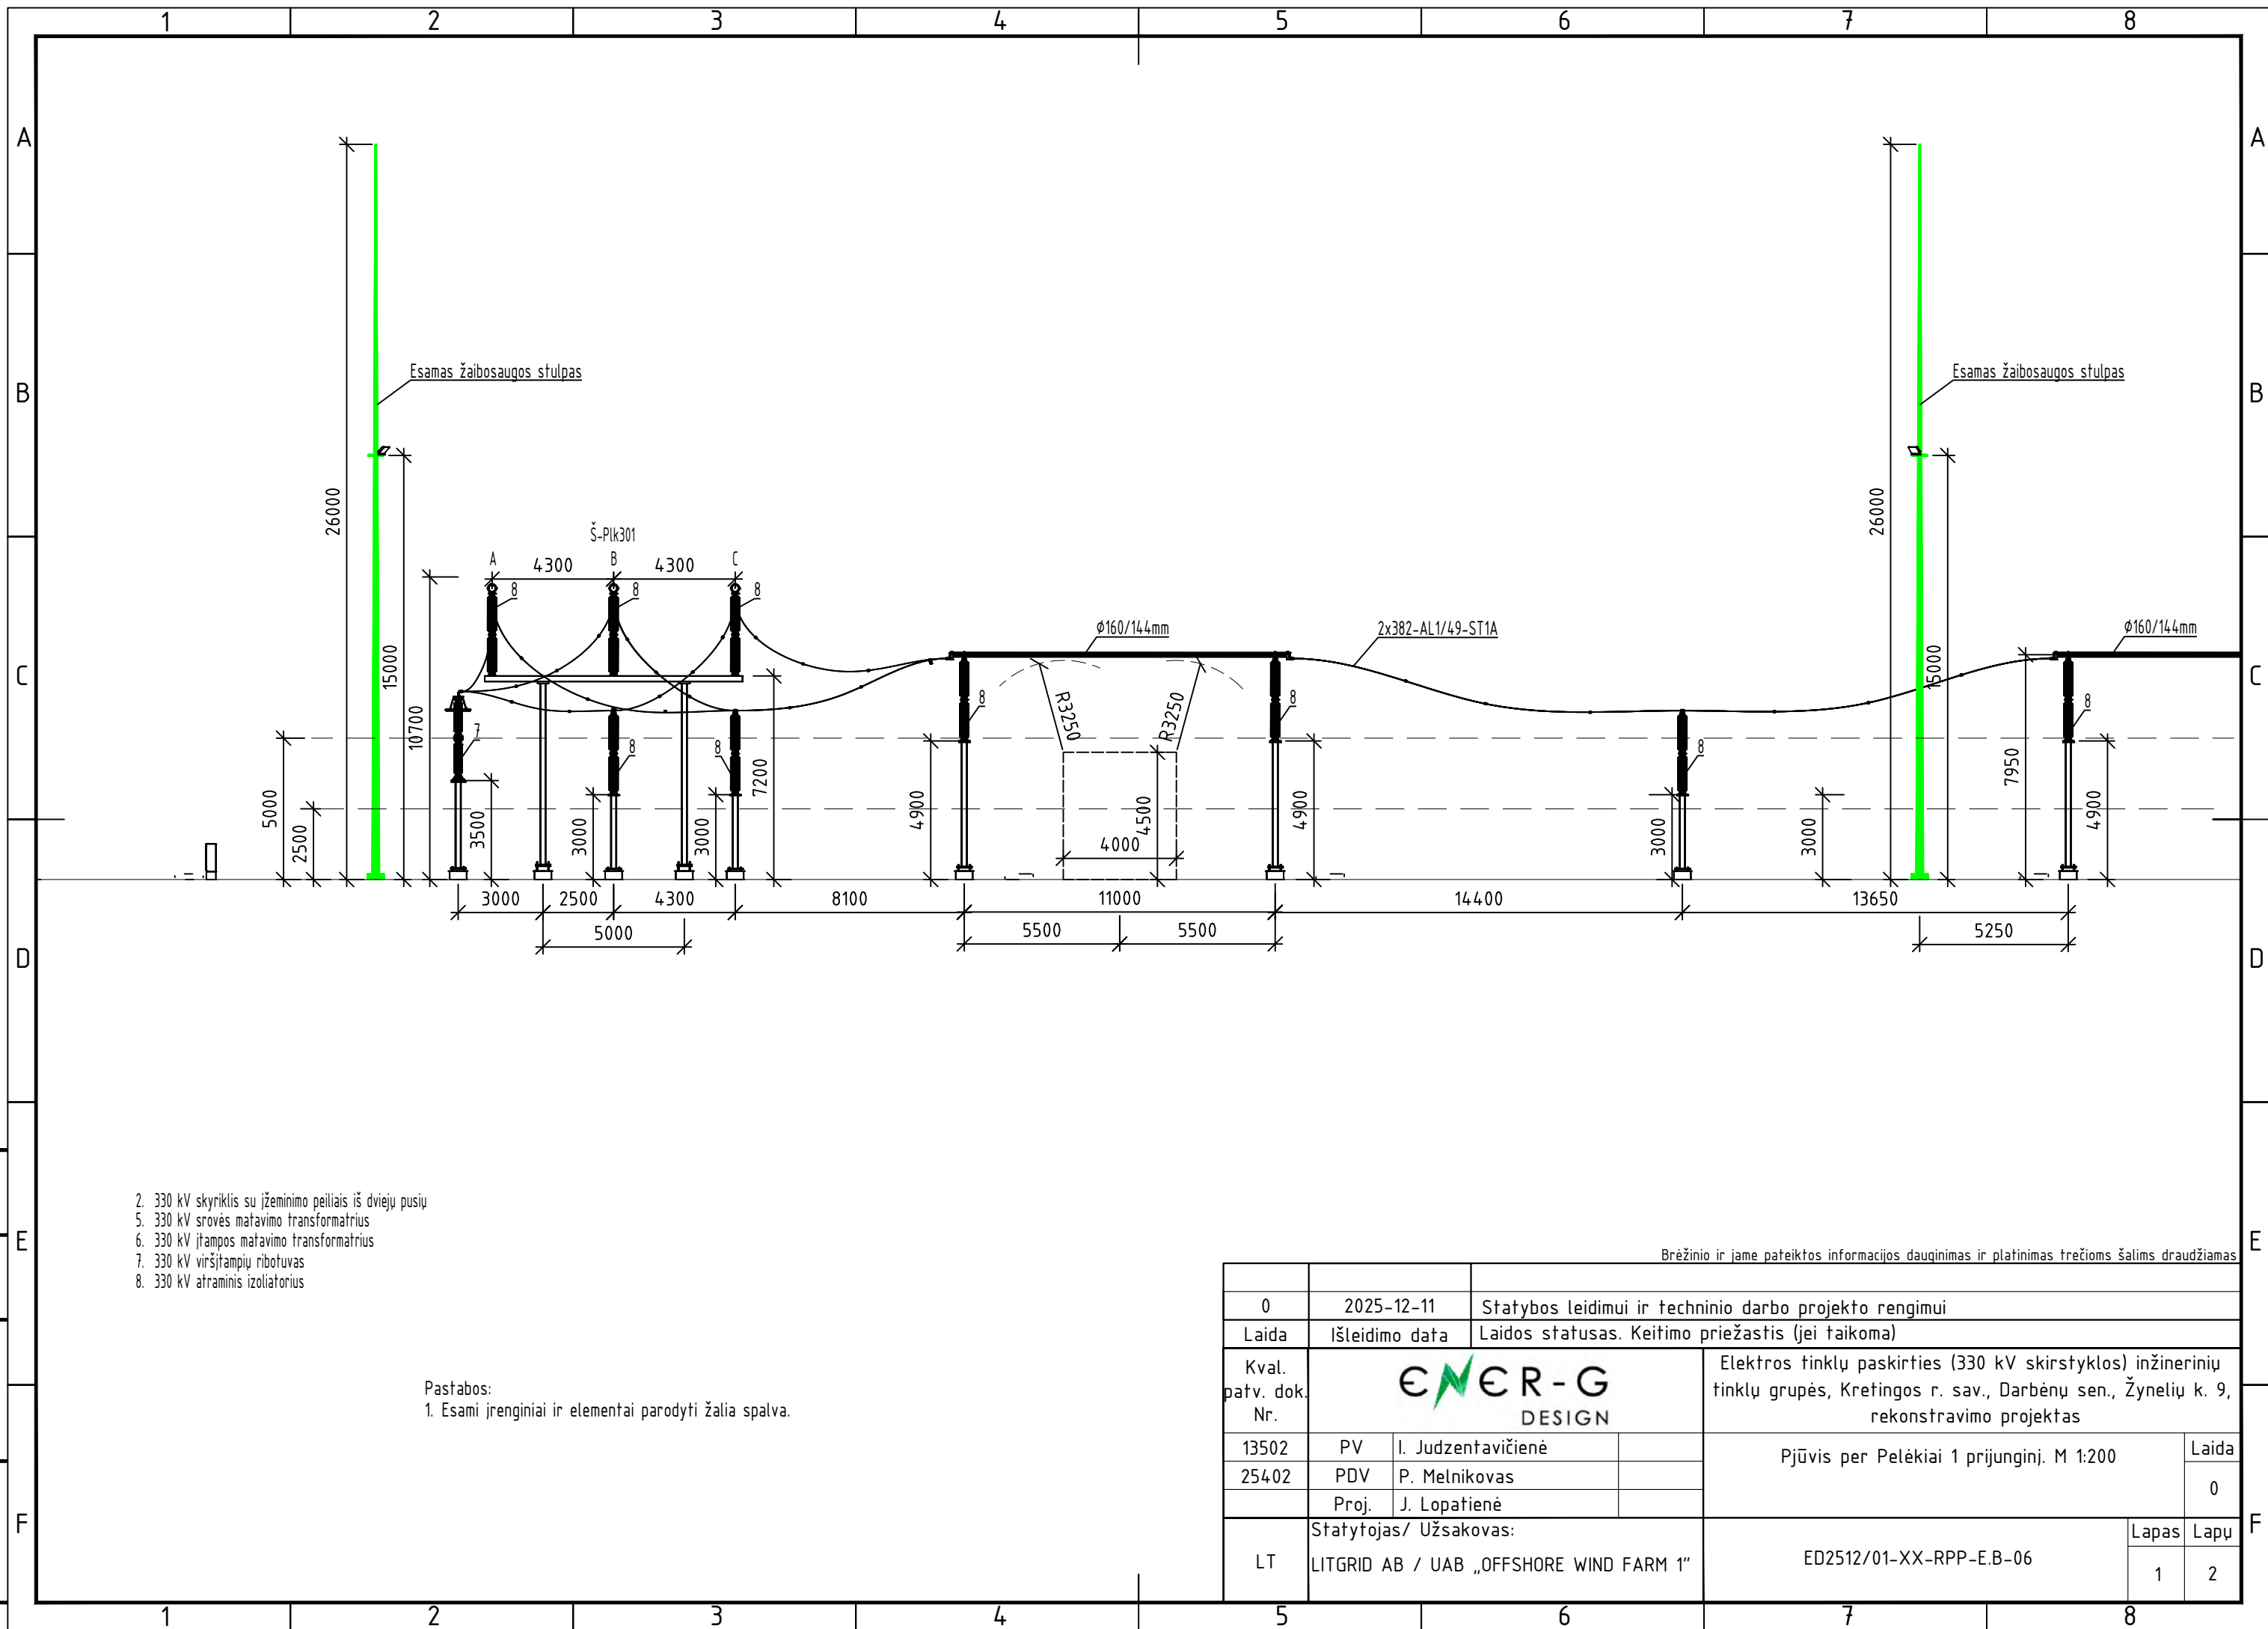 1 2 3 4 5 6 7 8
A A
Esamas žaibosaugos stulpas Esamas žaibosaugos stulpas
B B
26000 26000
Š-Plk301
A B C
4300 4300
8 8 8
15000 15000
10700
ϕ160/144mm 2x382-AL1/49-ST1A ϕ160/144mm
C C
R3250 R3250
8 8 8
7 8 8 8
7200 7950
5000 2500 3500 3000 3000 4900 4500 4900 3000 3000 4900
4000
3000 2500 4300 8100 11000 14400 13650
5000 5500 5500 5250
D D
2. 330 kV skyriklis su įžeminimo peiliais iš dviejų pusių
5. 330 kV srovės matavimo transformatrius
6. 330 kV įtampos matavimo transformatrius
7. 330 kV viršįtampių ribotuvas
8. 330 kV atraminis izoliatorius
E E
Pastabos:
1. Esami įrenginiai ir elementai parodyti žalia spalva.
Brėžinio ir jame pateiktos informacijos dauginimas ir platinimas trečioms šalims draudžiamas
0 2025-12-11 Statybos leidimui ir techninio darbo projekto rengimui
Laida Išleidimo data Laidos statusas. Keitimo priežastis (jei taikoma)
Kval.
patv. dok.
Nr.
ENER-G
DESIGN
Elektros tinklų paskirties (330 kV skirstyklos) inžinerinių
tinklų grupės, Kretingos r. sav., Darbėnų sen., Žynelių k. 9,
rekonstravimo projektas
13502 PV I. Judzentavičienė
25402 PDV P. Melnikovas
Proj. J. Lopatienė
Pjūvis per Pelėkiai 1 prijunginį. M 1:200
Laida
0
F F
LT
Statytojas/ Užsakovas:
LITGRID AB / UAB „OFFSHORE WIND FARM 1"
ED2512/01-XX-RPP-E.B-06
Lapas Lapų
1 2
1 2 3 4 5 6 7 8